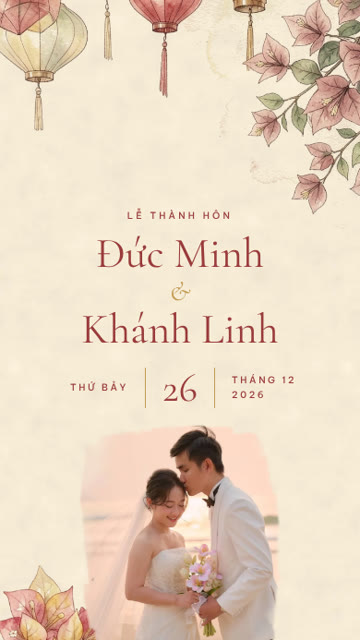 LỄ THÀNH HÔN
Đức Minh
&
Khánh Linh
THỨ BẢY
26
THÁNG 12
2026